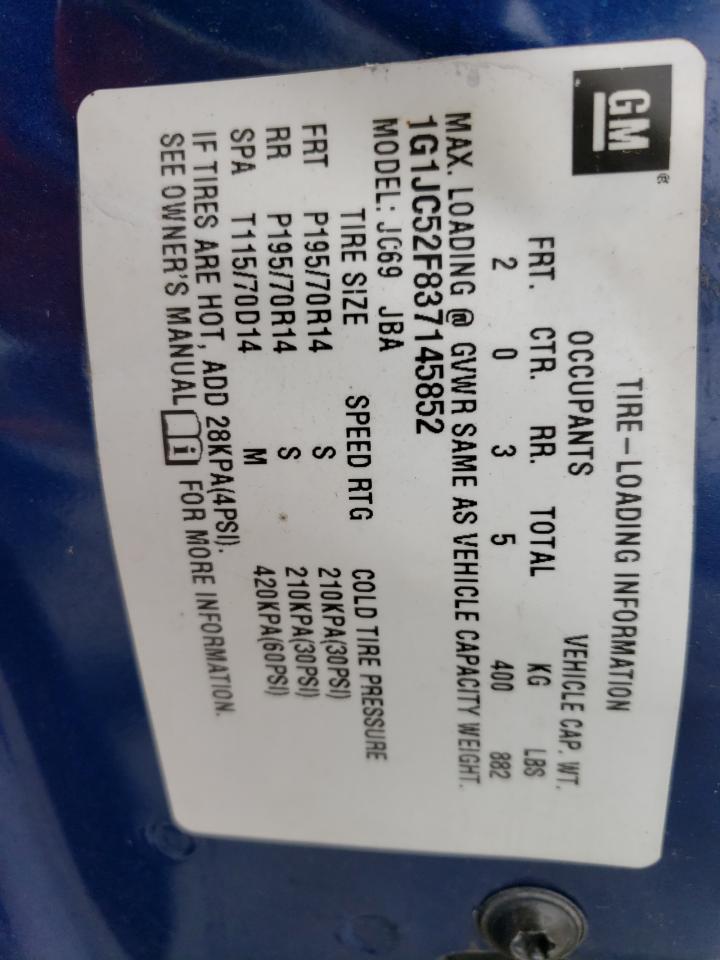 GM®
TIRE-LOADING INFORMATION
OCCUPANTS VEHICLE CAP. WT.
FRT. CTR. RR. TOTAL KG LBS
2 0 3 5 400 882
MAX. LOADING @ GVWR SAME AS VEHICLE CAPACITY WEIGHT.
1G1JC52F837145852
MODEL: JC69 JBA
TIRE SIZE SPEED RTG COLD TIRE PRESSURE
FRT P195/70R14 S 210KPA(30PSI)
RR P195/70R14 S 210KPA(30PSI)
SPA T115/70D14 M 420KPA(60PSI)
IF TIRES ARE HOT, ADD 28KPA(4PSI).
SEE OWNER'S MANUAL i FOR MORE INFORMATION.